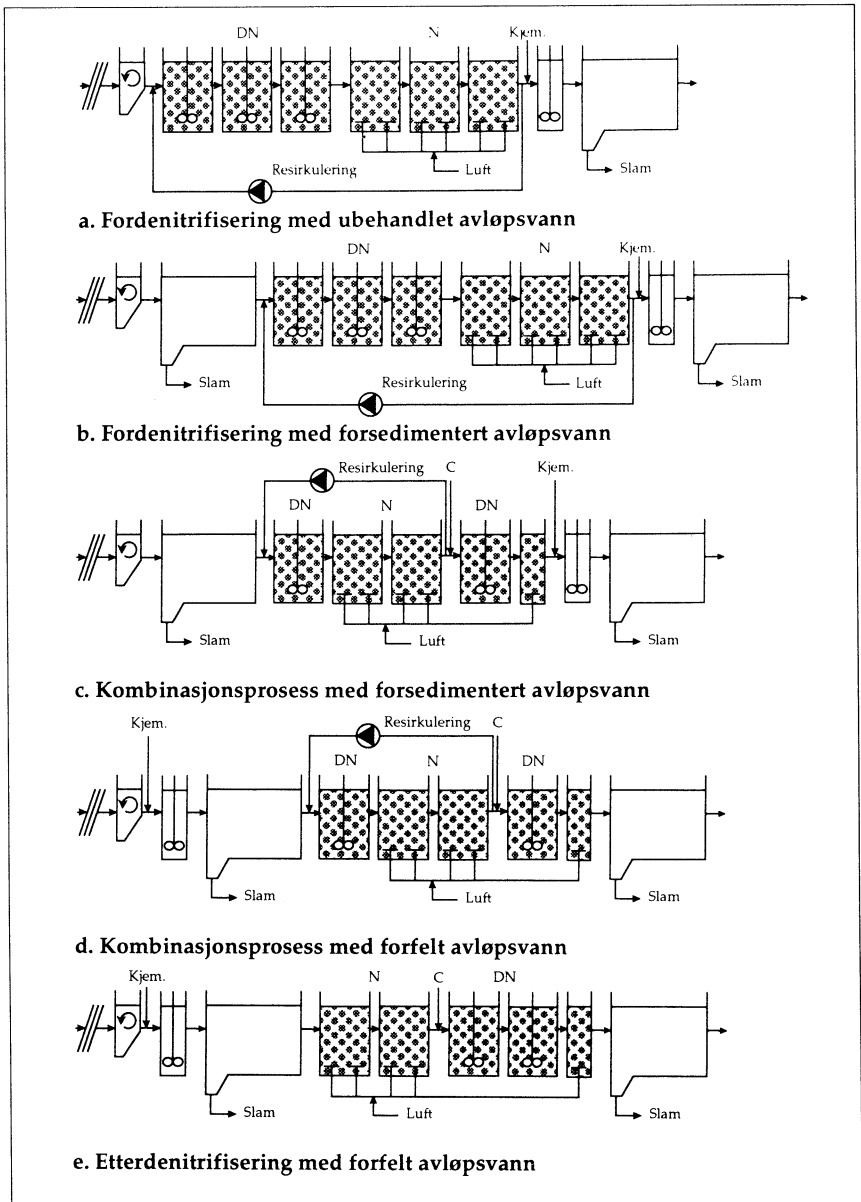 DN N Kjem.
Resirkulering Luft Slam
a. Fordenitrifisering med ubehandlet avløpsvann
DN N Kjem.
Slam Resirkulering Luft Slam
b. Fordenitrifisering med forsedimentert avløpsvann
Resirkulering C Kjem.
DN N DN
Slam Luft Slam
c. Kombinasjonsprosess med forsedimentert avløpsvann
Kjem. Resirkulering C
DN N DN
Slam Luft Slam
d. Kombinasjonsprosess med forfelt avløpsvann
Kjem. N C DN
Slam Luft Slam
e. Etterdenitrifisering med forfelt avløpsvann